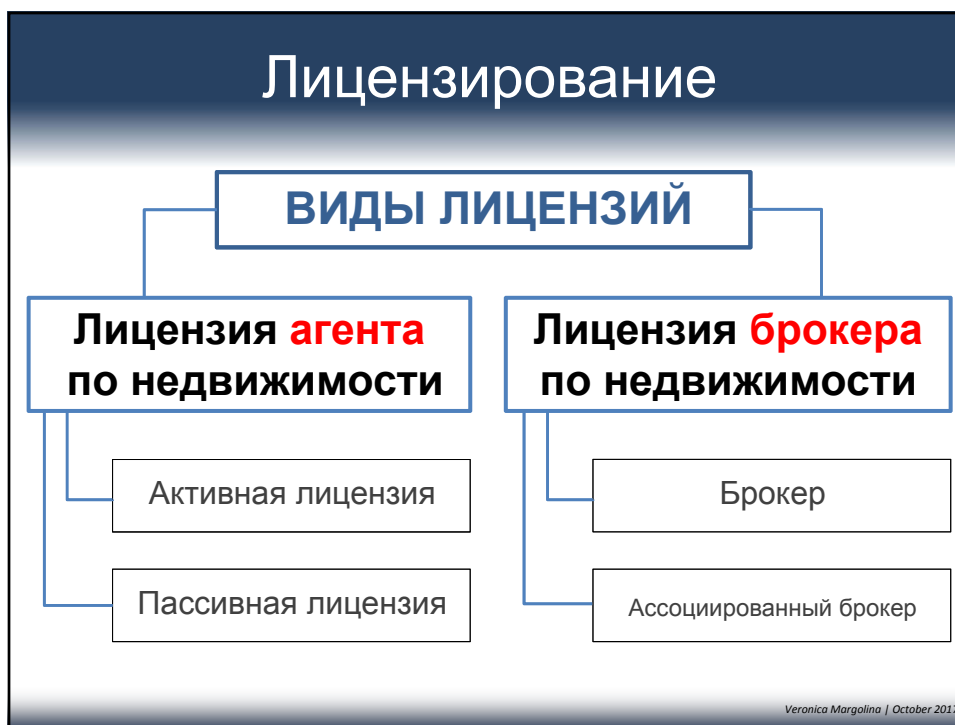 Лицензирование
ВИДЫ ЛИЦЕНЗИЙ
Лицензия агента
по недвижимости
Лицензия брокера
по недвижимости
Активная лицензия
Брокер
Пассивная лицензия
Ассоциированный брокер
Veronica Margolina | October 2017